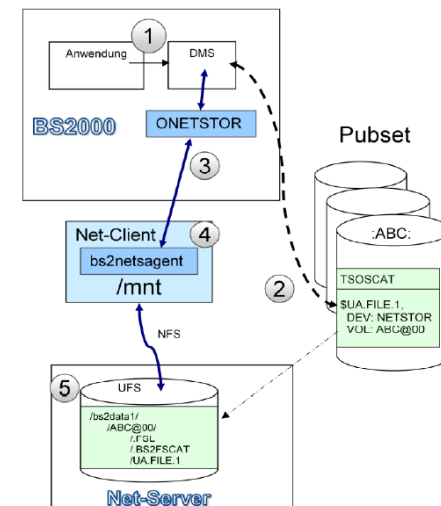 1
Anwendung
DMS
BS2000
ONETSTOR
Pubset
3
:ABC:
Net-Client
4
bs2netsagent
/mnt
TSOSCAT
2
$UA.FILE.1,
DEV: NETSTOR
VOL: ABC@00
NFS
5
UFS
/bs2data1/
/ABC@00/
/.FSL
/.BS2FSCAT
/UA.FILE.1
Net-Server